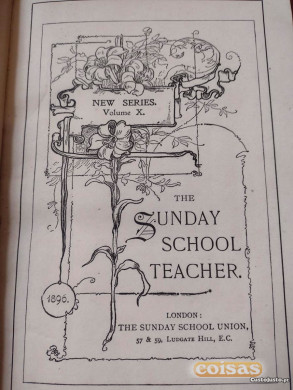 NEW SERIES.
Volume X.
THE
SUNDAY
SCHOOL
TEACHER.
1896.
LONDON:
THE SUNDAY SCHOOL UNION,
57 & 59, LUDGATE HILL, E.C.
coisas